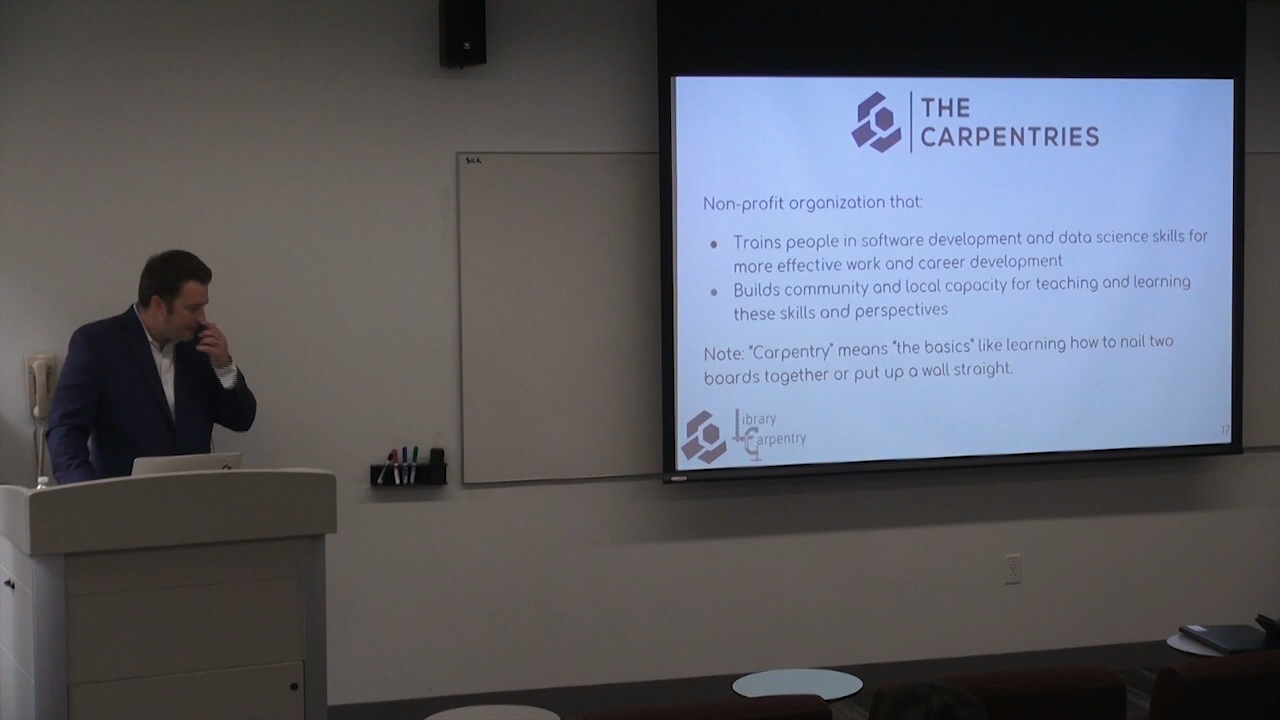 THE
CARPENTRIES
Non-profit organization that:
● Trains people in software development and data science skills for
more effective work and career development
● Builds community and local capacity for teaching and learning
these skills and perspectives
Note: "Carpentry" means "the basics" like learning how to nail two
boards together or put up a wall straight.
Library
Carpentry
17